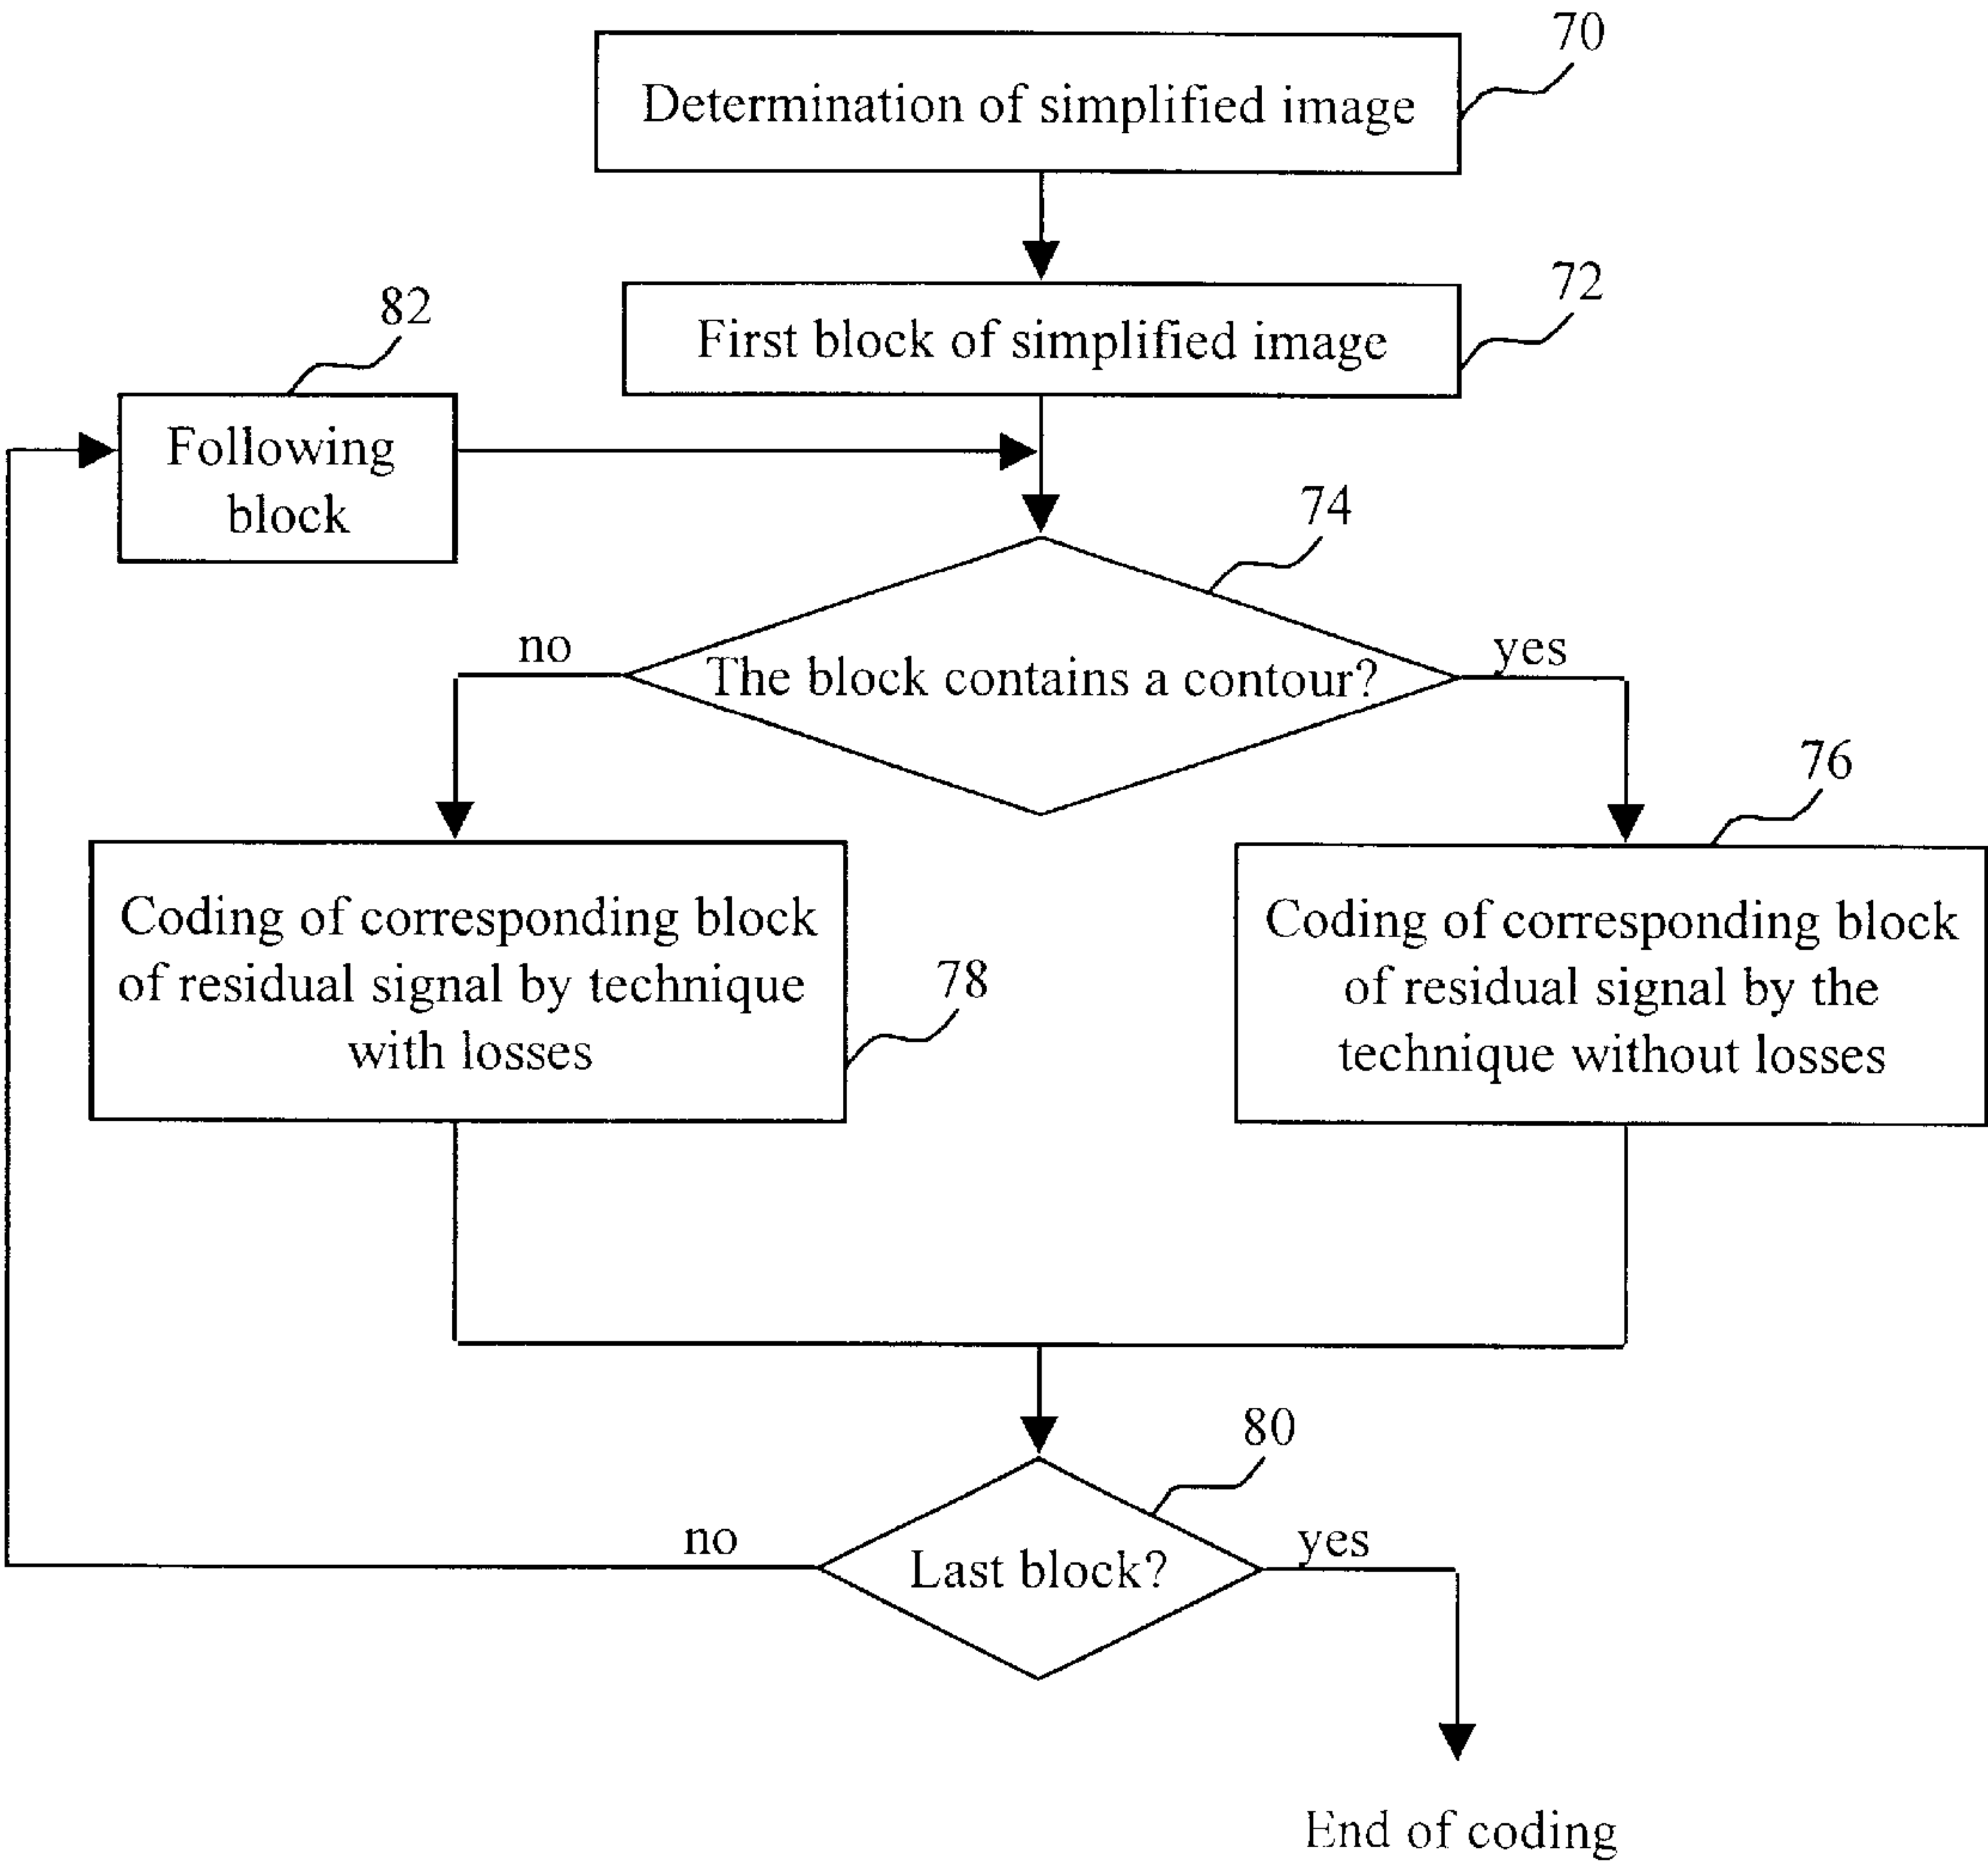 70
Determination of simplified image
72
First block of simplified image
82
Following
block
74
The block contains a contour?
no
yes
76
Coding of corresponding block
of residual signal by technique
with losses
78
Coding of corresponding block
of residual signal by the
technique without losses
80
Last block?
no
yes
End of coding